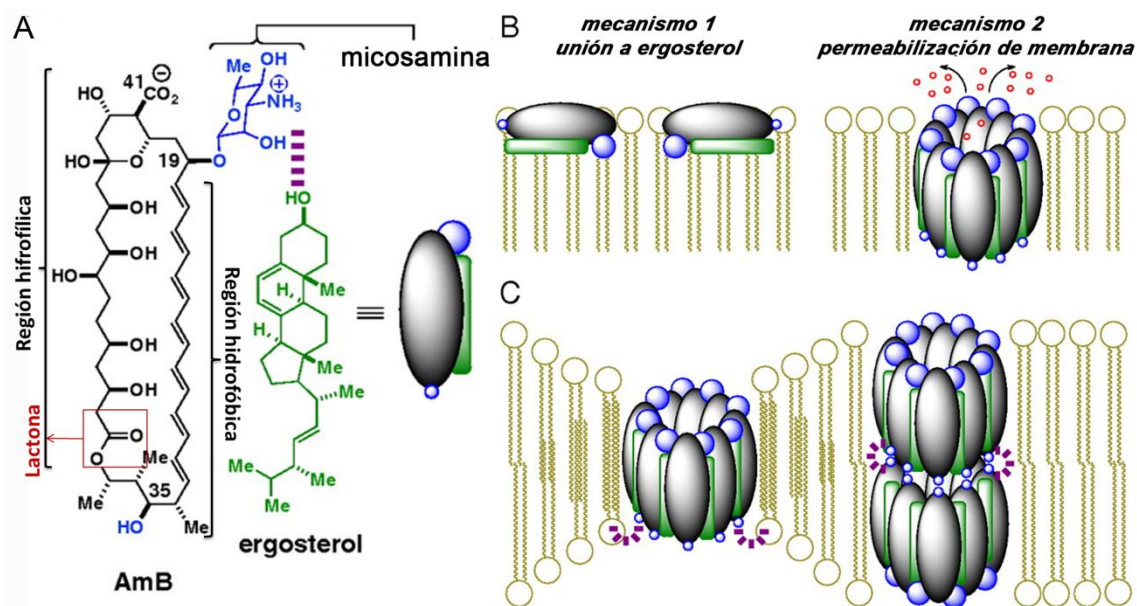 A
micosamina
41
⊖
CO₂
HO
Me
OH
⊕
NH₃
OH
O
HO
O
19
O
OH
OH
HO
OH
OH
O
O
Me
Me
35
HO
Me
Región hifrofílica
Lactona
Región hidrofóbica
HO
Me
H
H
Me
Me
Me
Me
Me
ergosterol
AmB
≡
B
mecanismo 1
unión a ergosterol
mecanismo 2
permeabilización de membrana
C